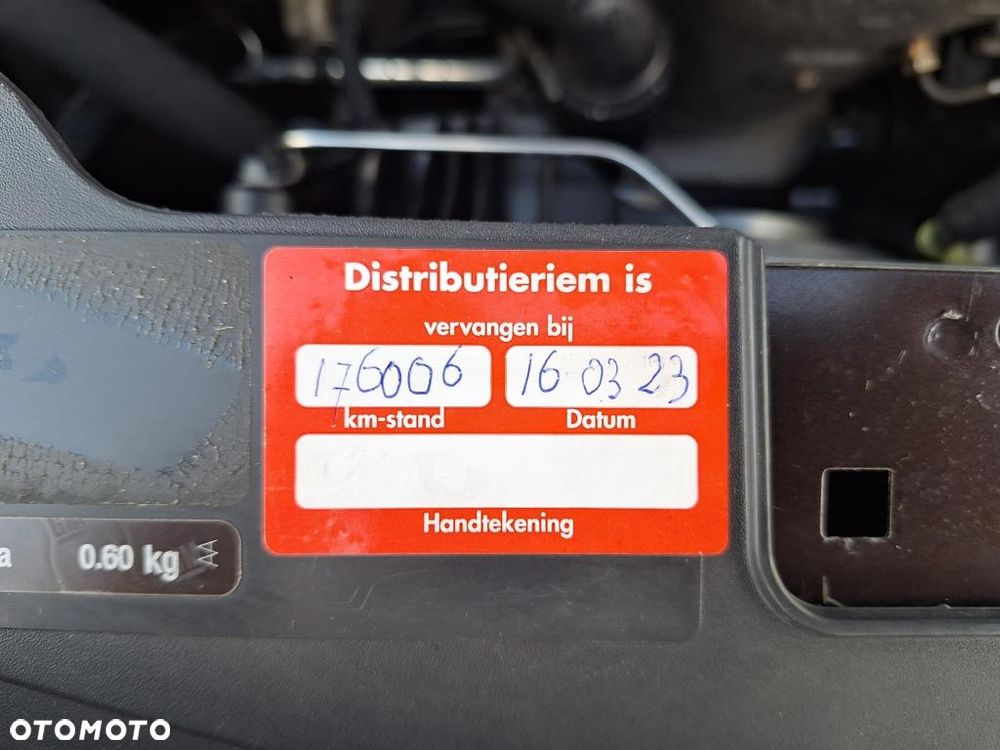 Distributieriem is
vervangen bij
176006 16 03 23
km-stand Datum
Handtekening
a 0.60 kg
OTOMOTO